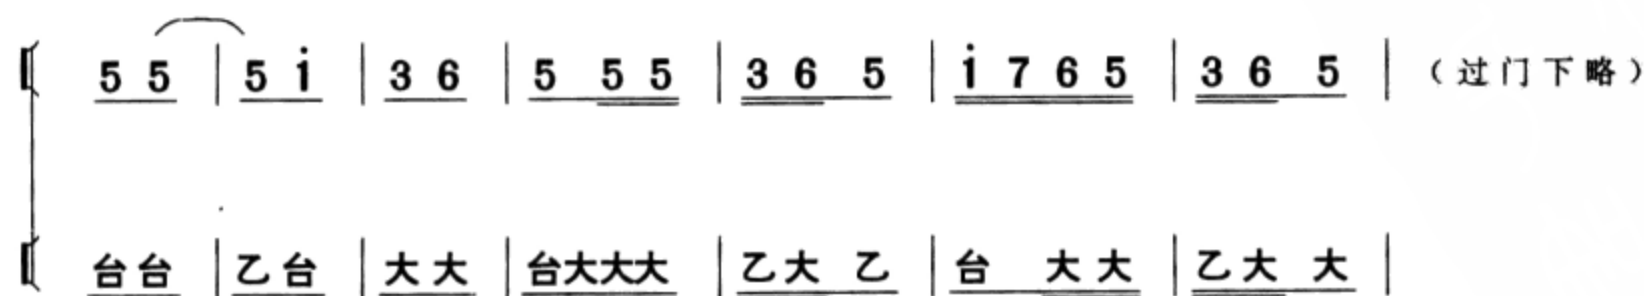 5 5 | 5 i | 3 6 | 5 5 5 | 3 6 5 | i 7 6 5 | 3 6 5 | （过门下略）
台台 | 乙台 | 大大 | 台大大大 | 乙大 乙 | 台 大大 | 乙大 大 |